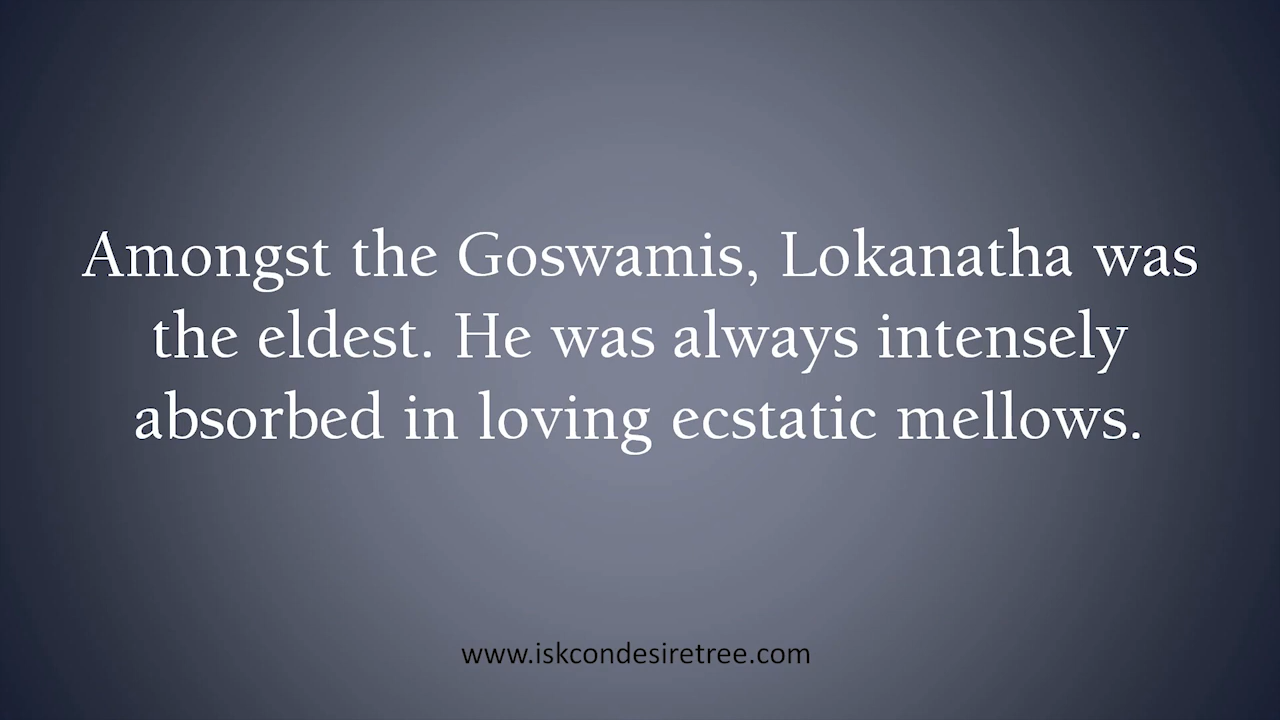 Amongst the Goswamis, Lokanatha was
the eldest. He was always intensely
absorbed in loving ecstatic mellows.
www.iskcondesiretree.com